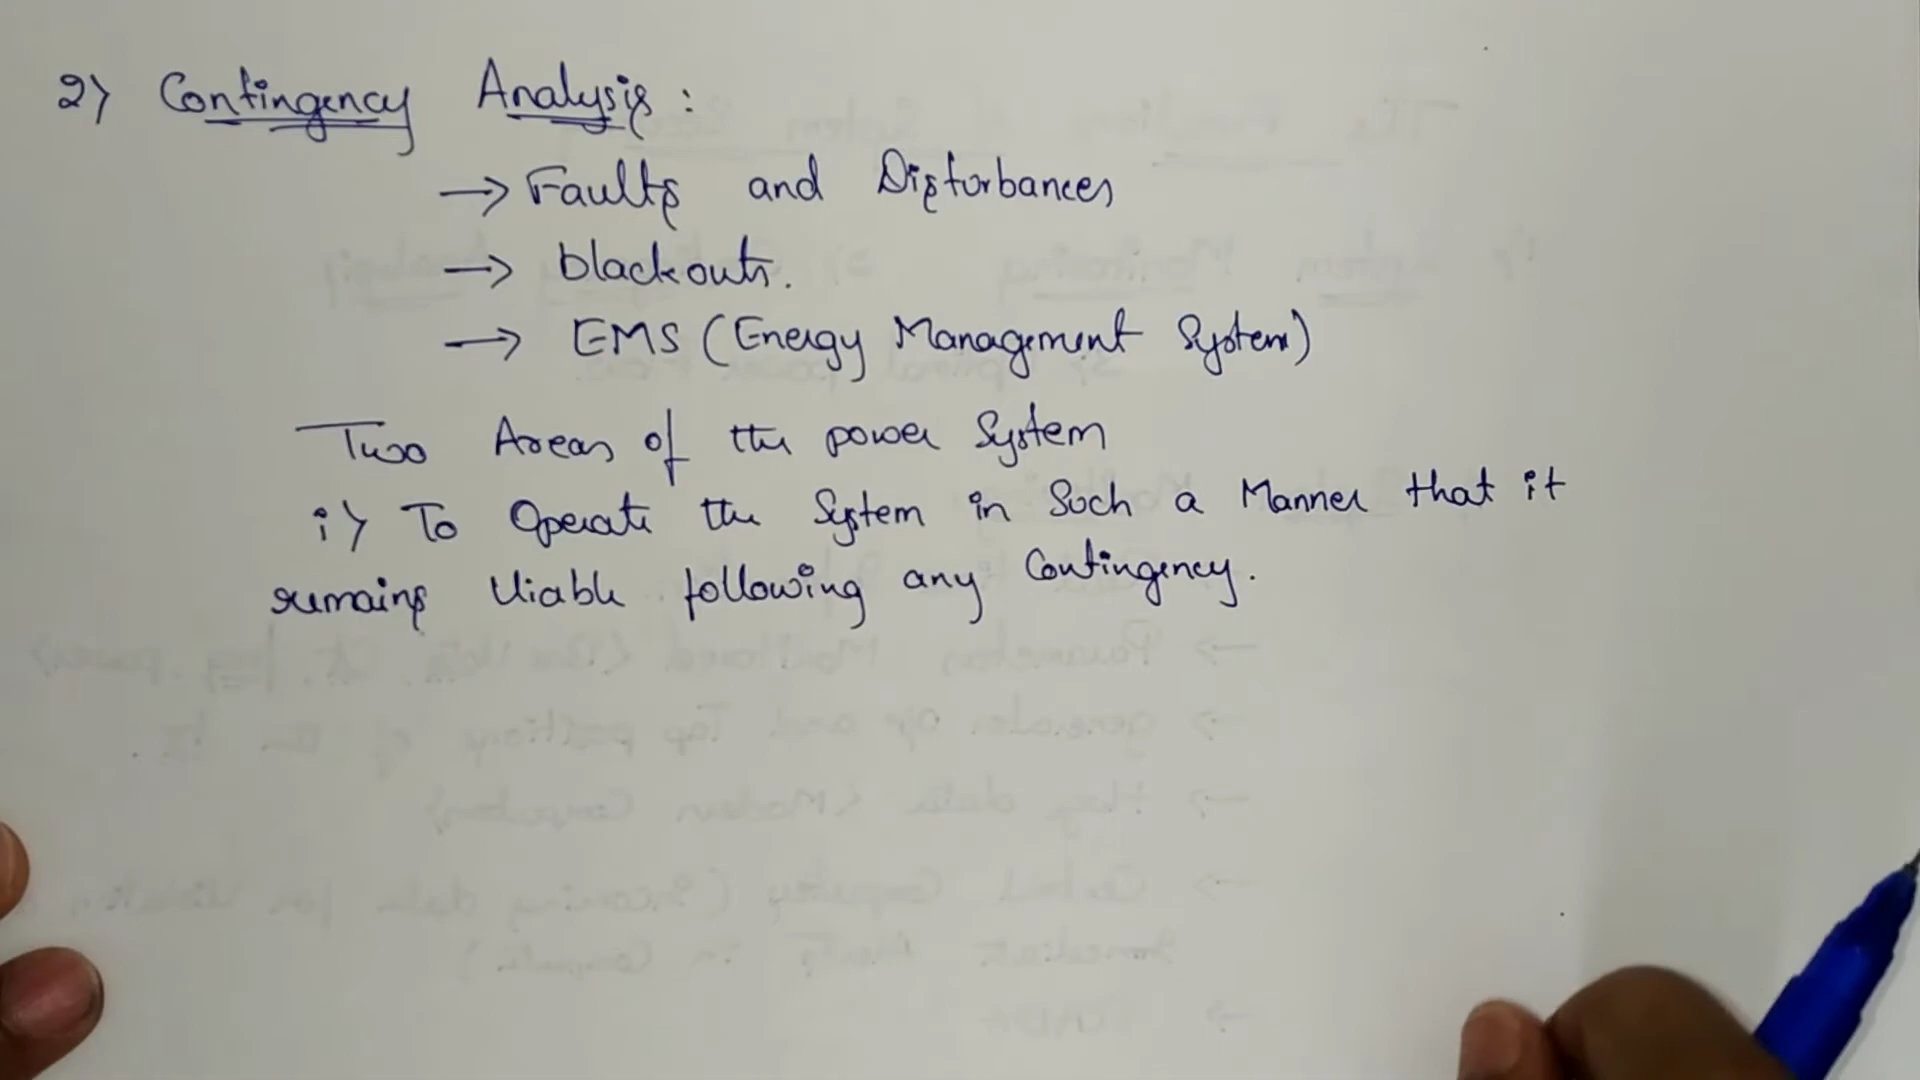 2) Contingency Analysis :
→ Faults and Disturbances
→ blackouts.
→ EMS (Energy Management System)
Two Areas of the power System
i) To Operate the System in Such a Manner that it
remains Viable following any Contingency.